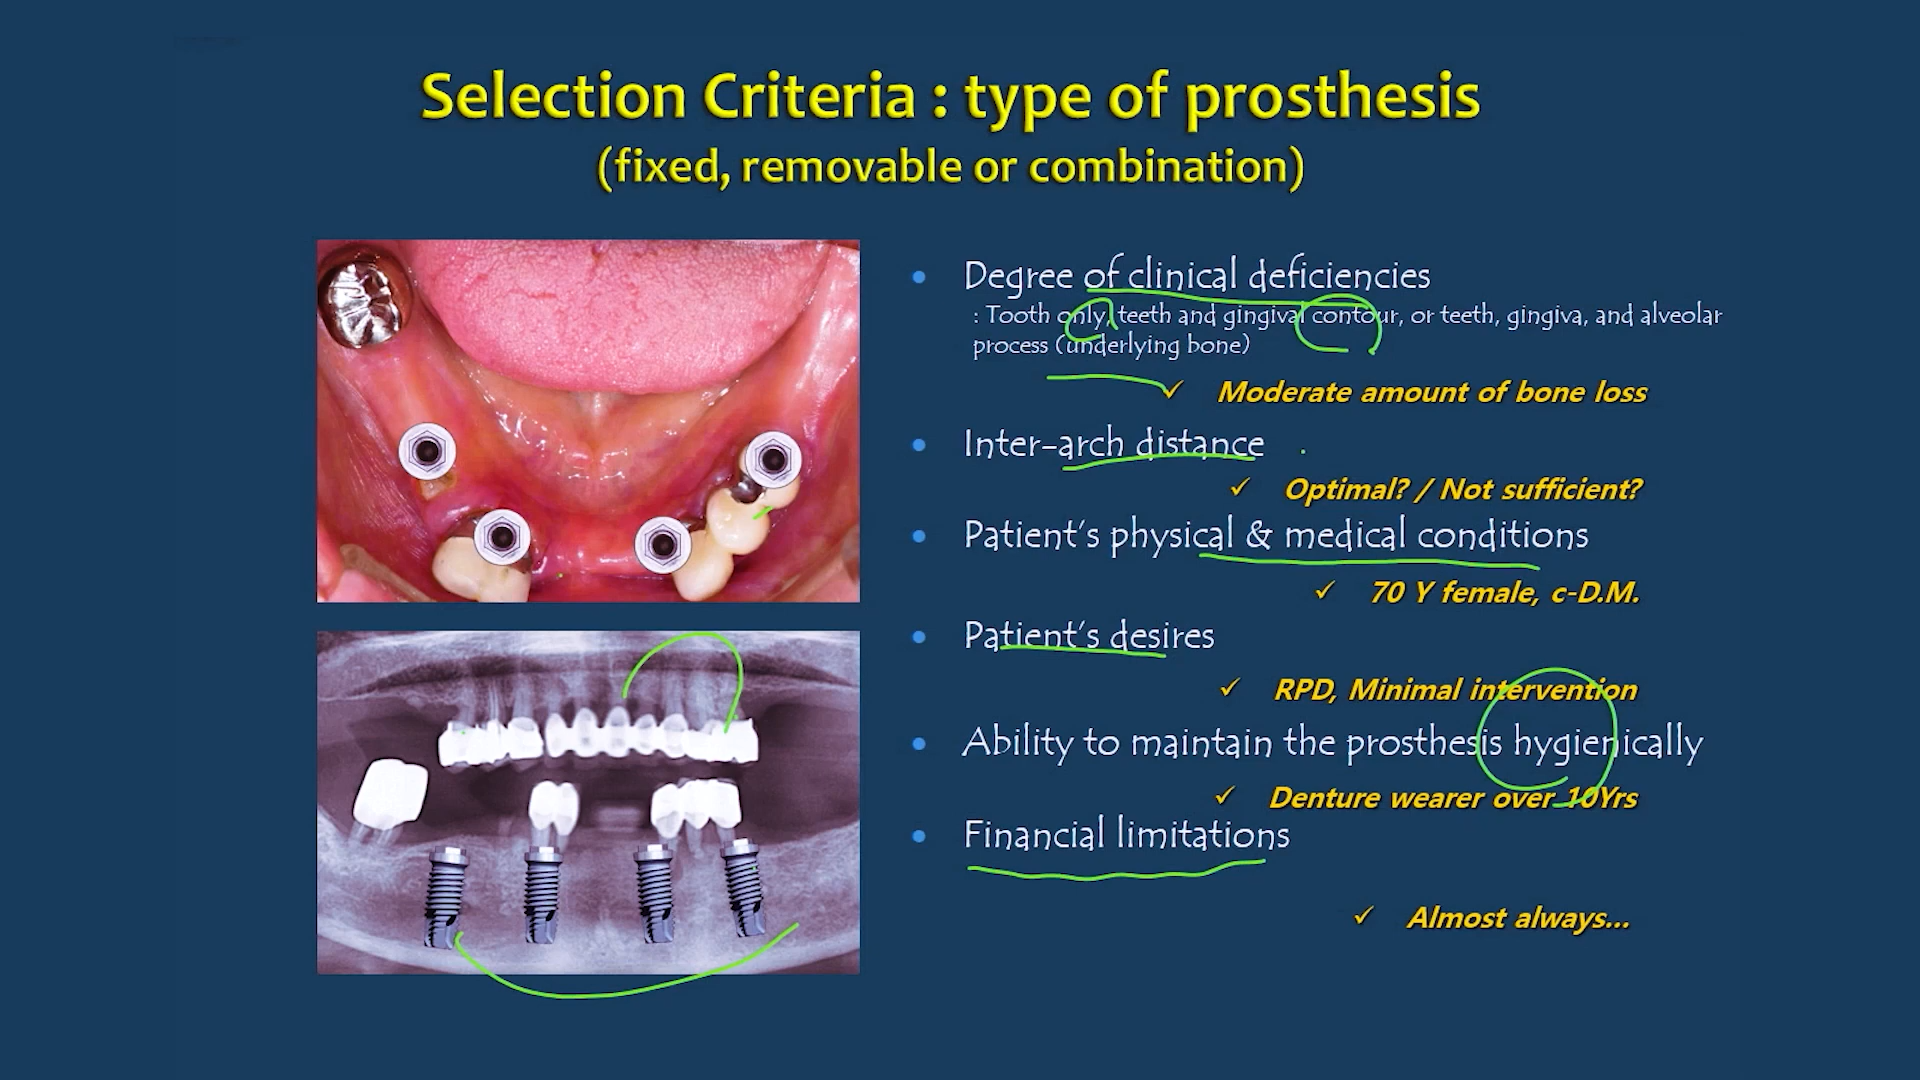 Selection Criteria : type of prosthesis
(fixed, removable or combination)
• Degree of clinical deficiencies
: Tooth only, teeth and gingival contour, or teeth, gingiva, and alveolar
process (underlying bone)
✓ Moderate amount of bone loss
• Inter-arch distance
✓ Optimal? / Not sufficient?
• Patient's physical & medical conditions
✓ 70 Y female, c-D.M.
• Patient's desires
✓ RPD, Minimal intervention
• Ability to maintain the prosthesis hygienically
✓ Denture wearer over 10Yrs
• Financial limitations
✓ Almost always...